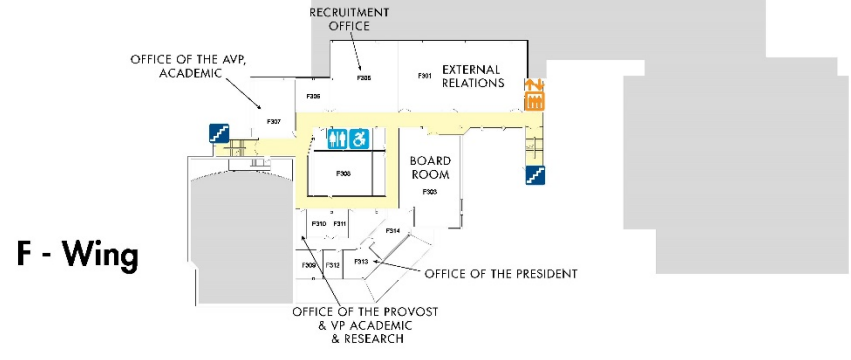 RECRUITMENT
OFFICE
OFFICE OF THE AVP,
ACADEMIC
F305
F301
EXTERNAL
RELATIONS
F306
F307
BOARD
ROOM
F303
F308
F310
F311
F314
F309
F312
F313
OFFICE OF THE PRESIDENT
F - Wing
OFFICE OF THE PROVOST
& VP ACADEMIC
& RESEARCH